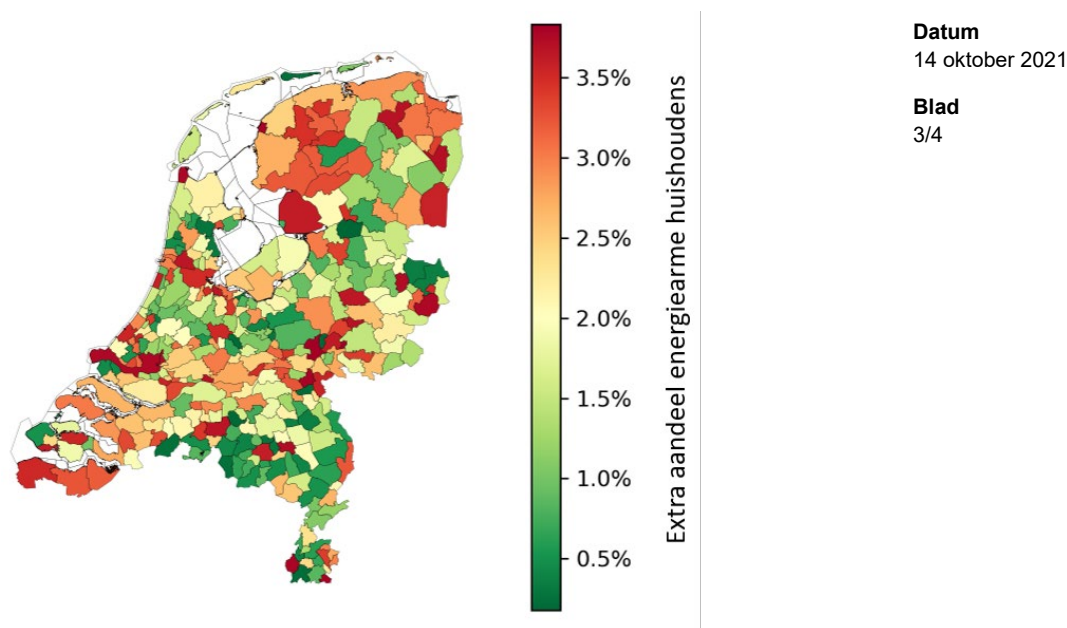 3.5%
3.0%
2.5%
2.0%
1.5%
1.0%
0.5%
Extra aandeel energiearme huishoudens
Datum
14 oktober 2021
Blad
3/4